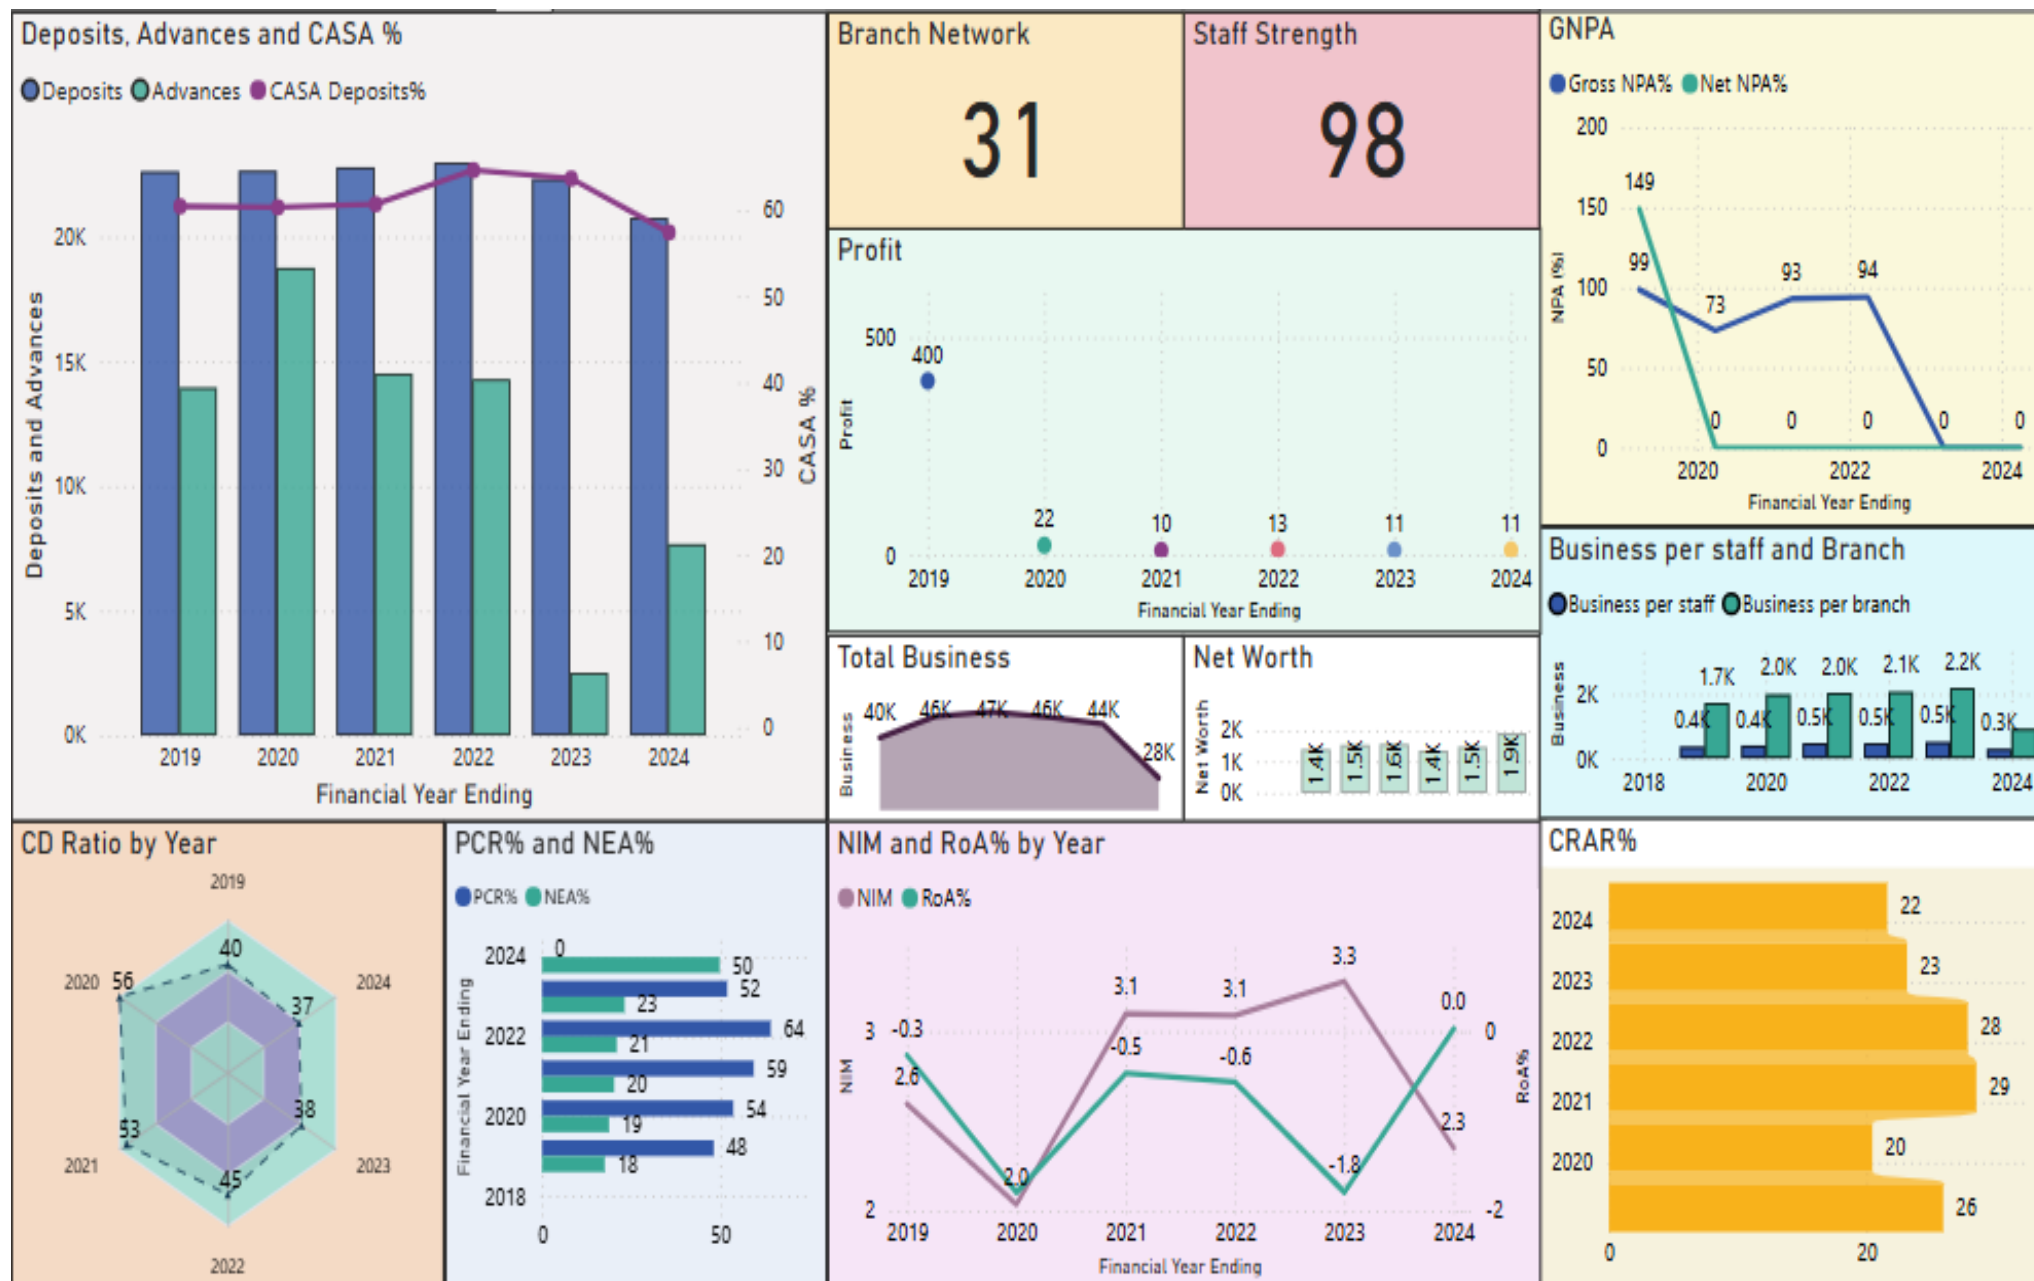 Deposits, Advances and CASA %
Deposits Advances CASA Deposits%
Deposits and Advances
20K
15K
10K
5K
0K
60
50
40
30
20
10
0
CASA %
2019 2020 2021 2022 2023 2024
Financial Year Ending
Branch Network
31
Staff Strength
98
Profit
Profit
500
0
400
22
10
13
11
11
2019 2020 2021 2022 2023 2024
Financial Year Ending
GNPA
Gross NPA% Net NPA%
NPA (%)
200
150
100
50
0
149
99
73
93
94
0 0 0 0 0
2020 2022 2024
Financial Year Ending
Total Business
Business
40K 46K 47K 46K 44K
28K
Net Worth
Net Worth
2K
1K
0K
1.4K 1.5K 1.6K 1.4K 1.5K 1.9K
Business per staff and Branch
Business per staff Business per branch
Business
2K
0K
1.7K 2.0K 2.0K 2.1K 2.2K
0.4K 0.4K 0.5K 0.5K 0.5K 0.3K
2018 2020 2022 2024
CD Ratio by Year
2019
40
2020 56
37 2024
53
38
2021
45
2023
2022
PCR% and NEA%
PCR% NEA%
Financial Year Ending
2024 0
50
52
23
2022 64
21
59
20
2020 54
19
48
18
2018
0 50
NIM and RoA% by Year
NIM RoA%
NIM
3
2
-0.3
2.6
2.0
3.1
-0.5
3.1
-0.6
3.3
-1.8
0.0
2.3
0
-2
RoA%
2019 2020 2021 2022 2023 2024
Financial Year Ending
CRAR%
2024 22
2023 23
2022 28
2021 29
2020 20
26
0 20